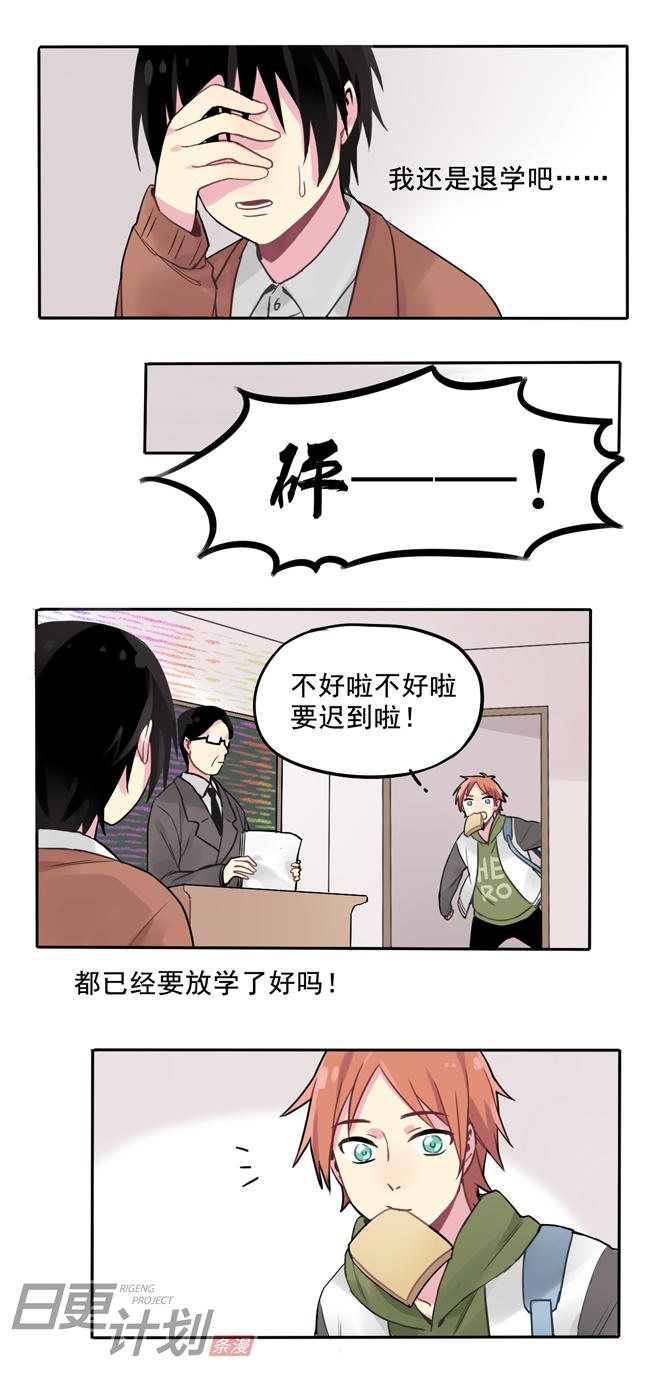 我还是退学吧……
砰——！
不好啦不好啦
要迟到啦！
HE
RO
都已经要放学了好吗！
日更计划
RIGENG
PROJECT
条漫